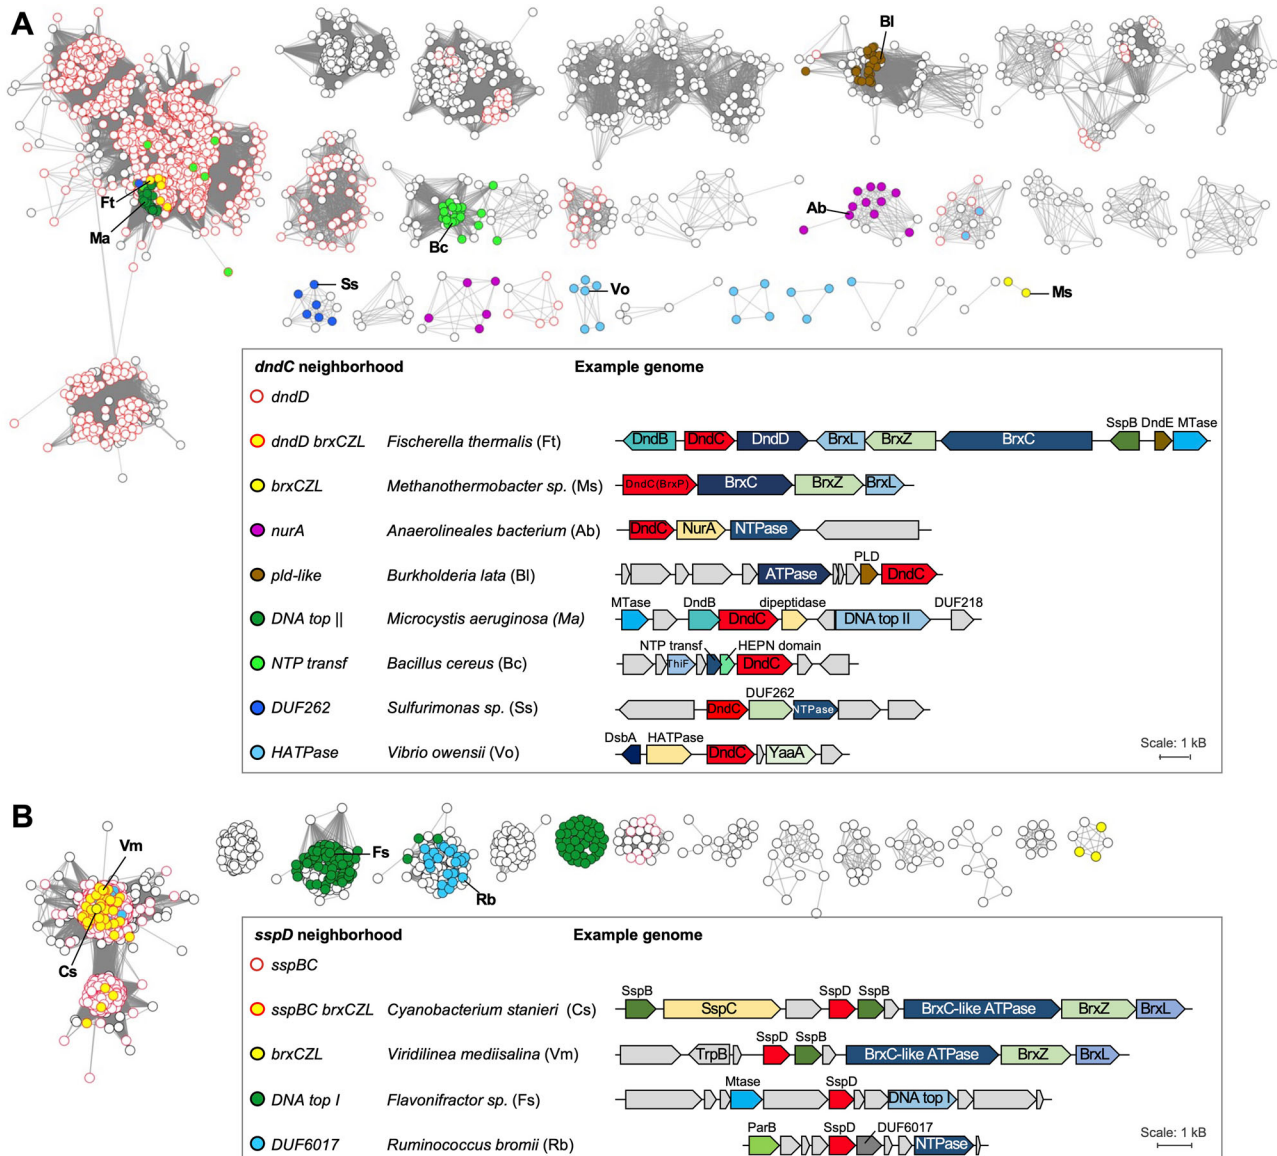 A
Bl
Ft
Ma
Bc
Ab
Ss
Vo
Ms
dndC neighborhood Example genome
dndD
SspB DndE MTase
dndD brxCZL Fischerella thermalis (Ft) DndB DndC DndD BrxL BrxZ BrxC
brxCZL Methanothermobacter sp. (Ms) DndC(BrxP) BrxC BrxZ BrxL
nurA Anaerolineales bacterium (Ab) DndC NurA NTPase
PLD
pld-like Burkholderia lata (Bl) ATPase DndC
MTase DndB dipeptidase DUF218
DNA top || Microcystis aeruginosa (Ma) DndC DNA top II
NTP transf HEPN domain
NTP transf Bacillus cereus (Bc) ThiF DndC
DUF262
DUF262 Sulfurimonas sp. (Ss) DndC NTPase
DsbA HATPase
HATPase Vibrio owensii (Vo) DndC YaaA
Scale: 1 kB
B
Vm
Cs
Fs
Rb
sspD neighborhood Example genome
sspBC
SspB SspD SspB
sspBC brxCZL Cyanobacterium stanieri (Cs) SspC BrxC-like ATPase BrxZ BrxL
SspD SspB
brxCZL Viridilinea mediisalina (Vm) TrpB BrxC-like ATPase BrxZ BrxL
Mtase SspD
DNA top I Flavonifractor sp. (Fs) DNA top I
ParB SspD DUF6017
DUF6017 Ruminococcus bromii (Rb) NTPase
Scale: 1 kB